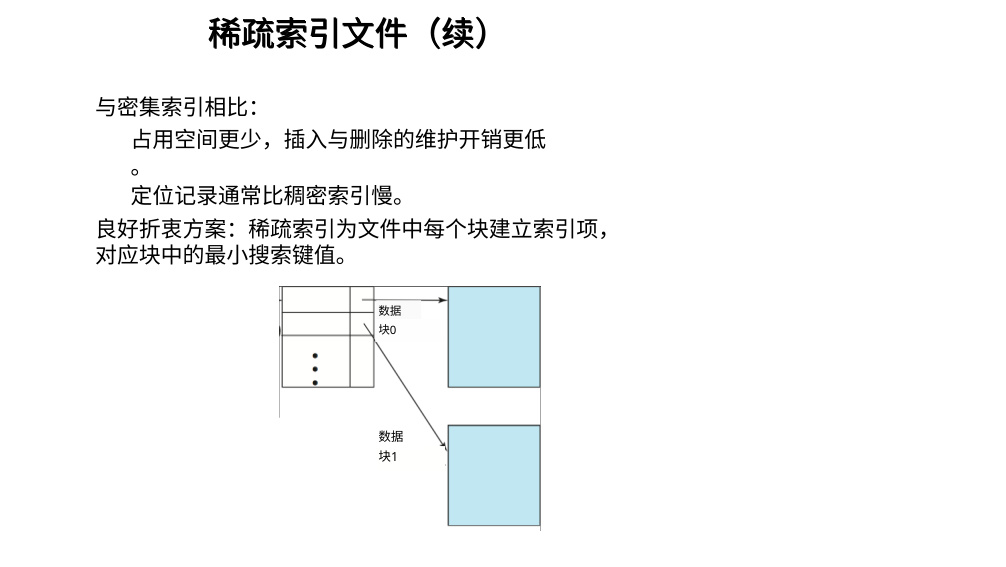 稀疏索引文件（续）
与密集索引相比：
占用空间更少，插入与删除的维护开销更低
。
定位记录通常比稠密索引慢。
良好折衷方案：稀疏索引为文件中每个块建立索引项，
对应块中的最小搜索键值。
数据
块0
数据
块1